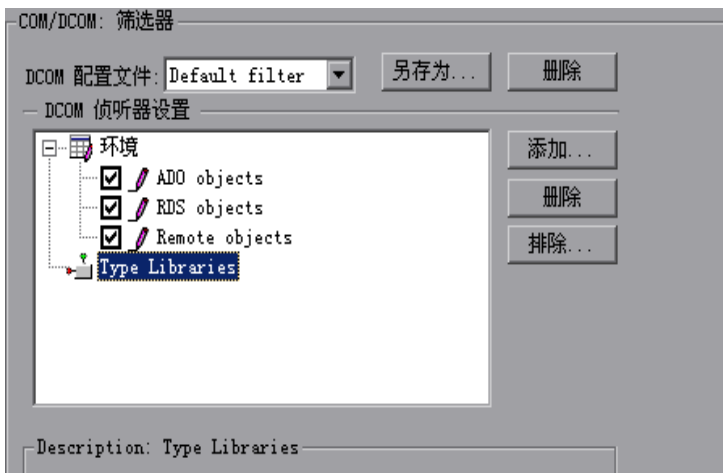 COM/DCOM: 筛选器
DCOM 配置文件: Default filter 另存为... 删除
DCOM 侦听器设置
环境 添加...
ADO objects
RDS objects 删除
Remote objects 排除...
Type Libraries
Description: Type Libraries